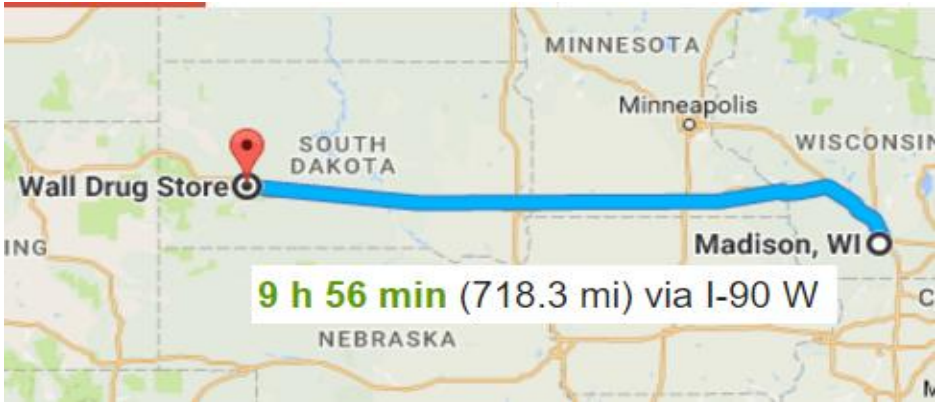 MINNESOTA
Minneapolis
SOUTH
DAKOTA
WISCONSIN
Wall Drug Store
Madison, WI
ING
9 h 56 min (718.3 mi) via I-90 W
C
NEBRASKA
M